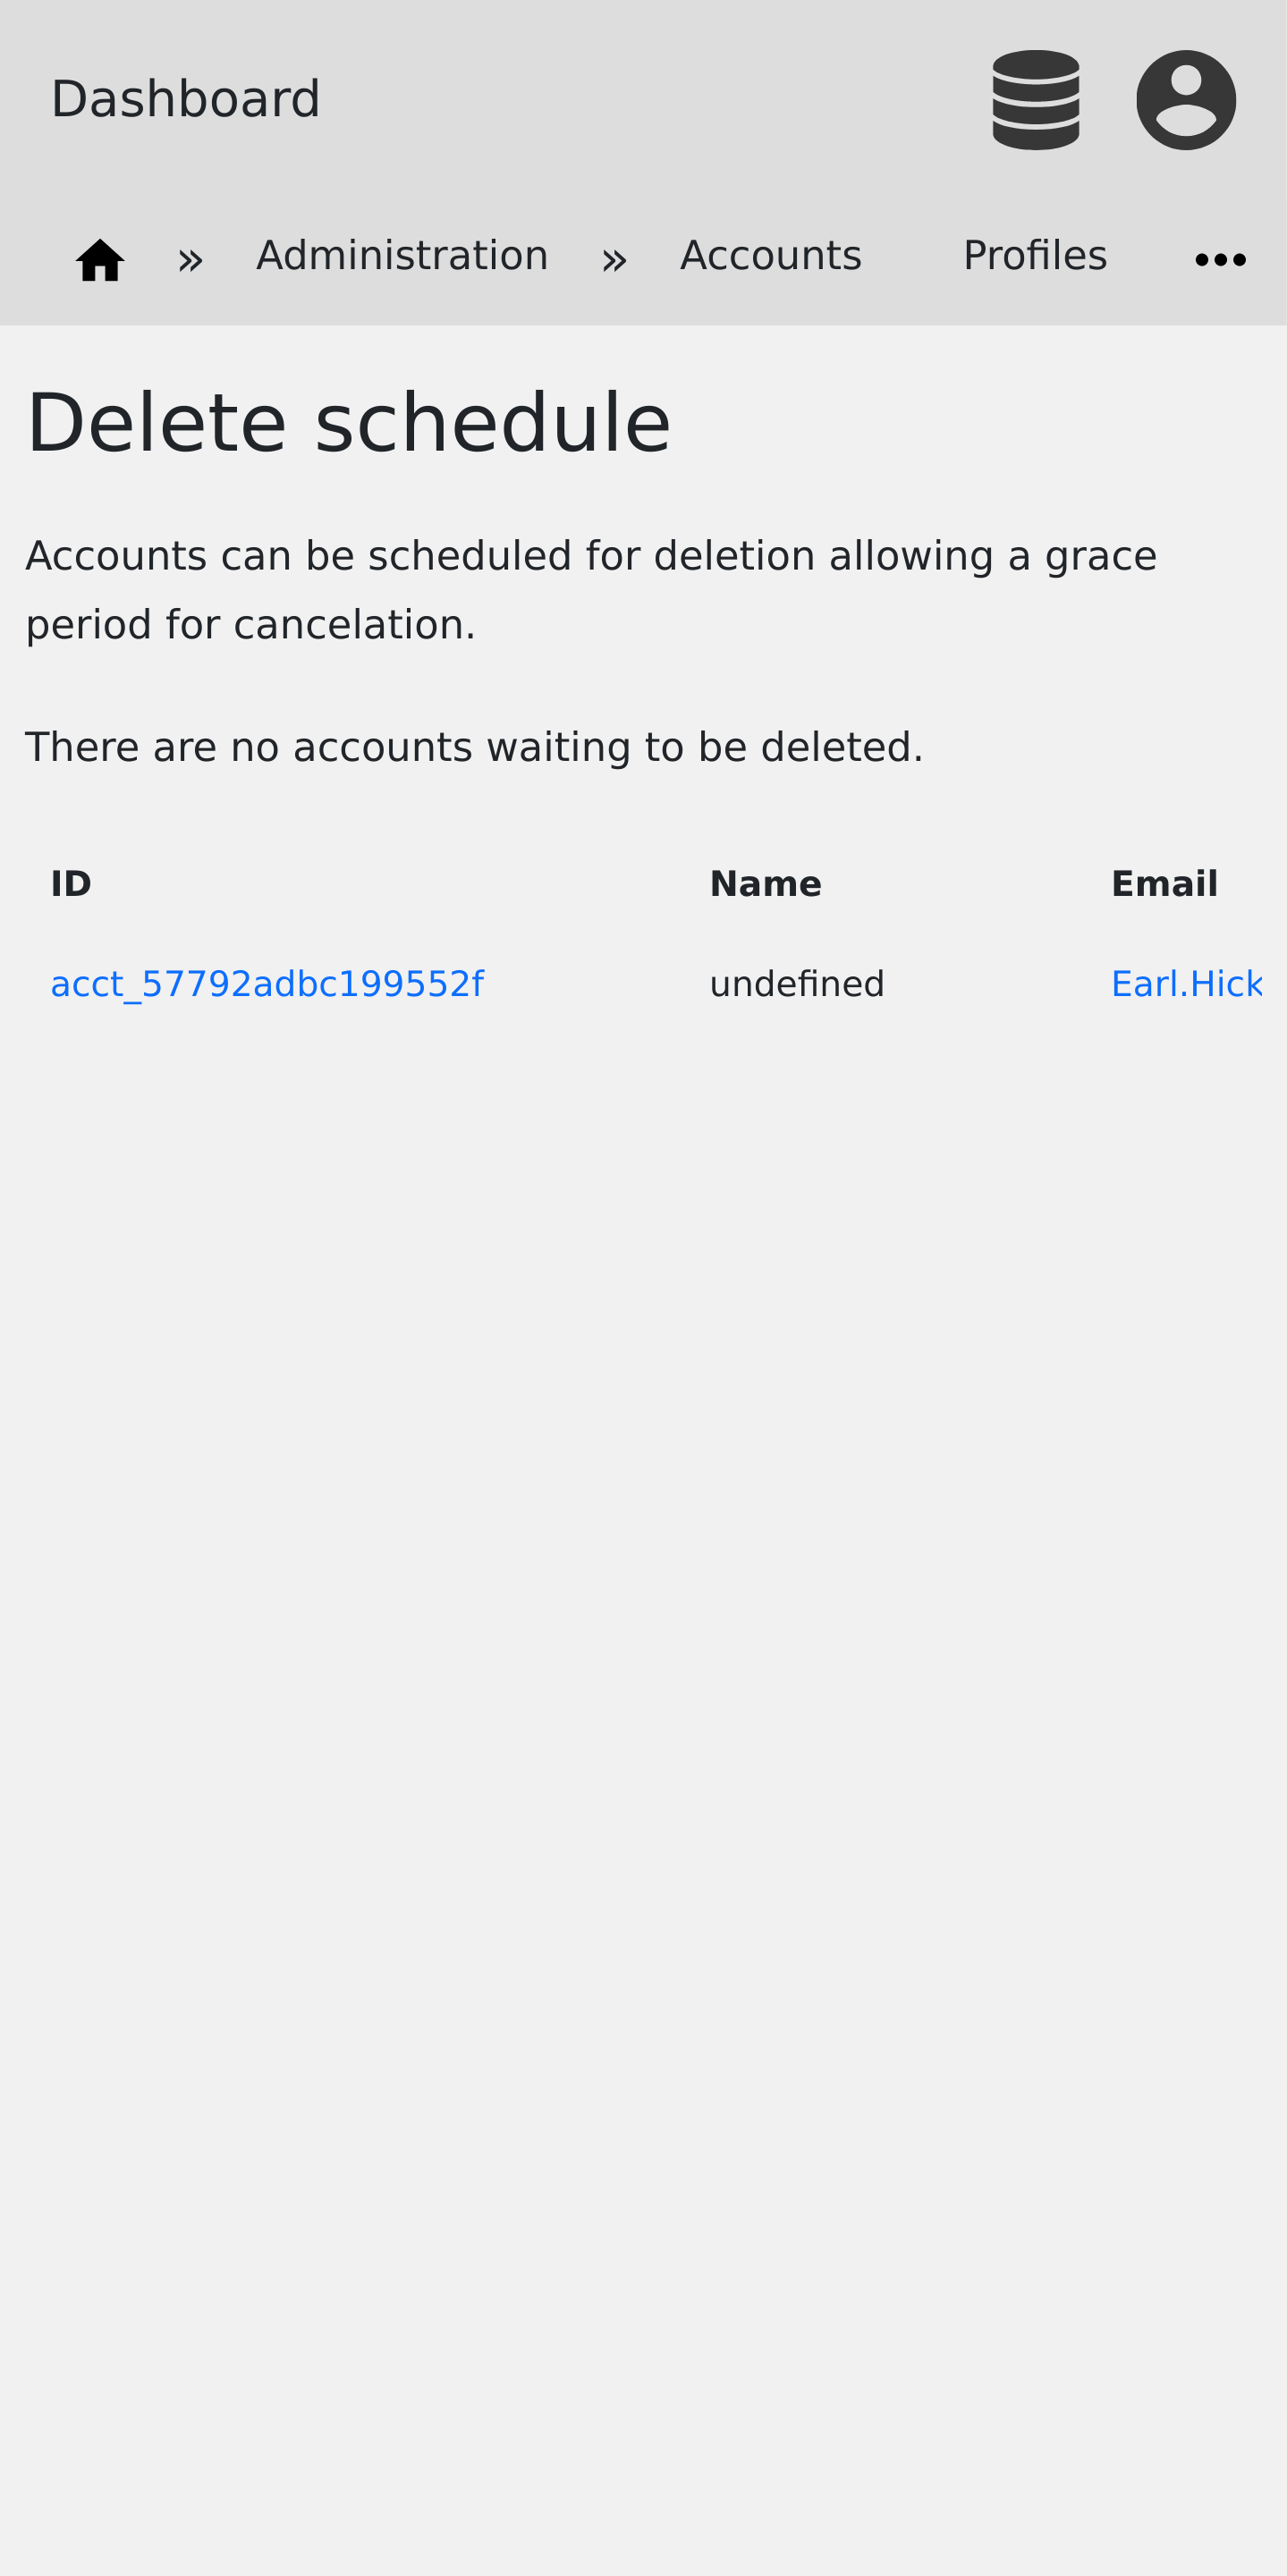 Dashboard
» Administration » Accounts Profiles •••
Delete schedule
Accounts can be scheduled for deletion allowing a grace
period for cancelation.
There are no accounts waiting to be deleted.
ID Name Email
acct_57792adbc199552f undefined Earl.Hick